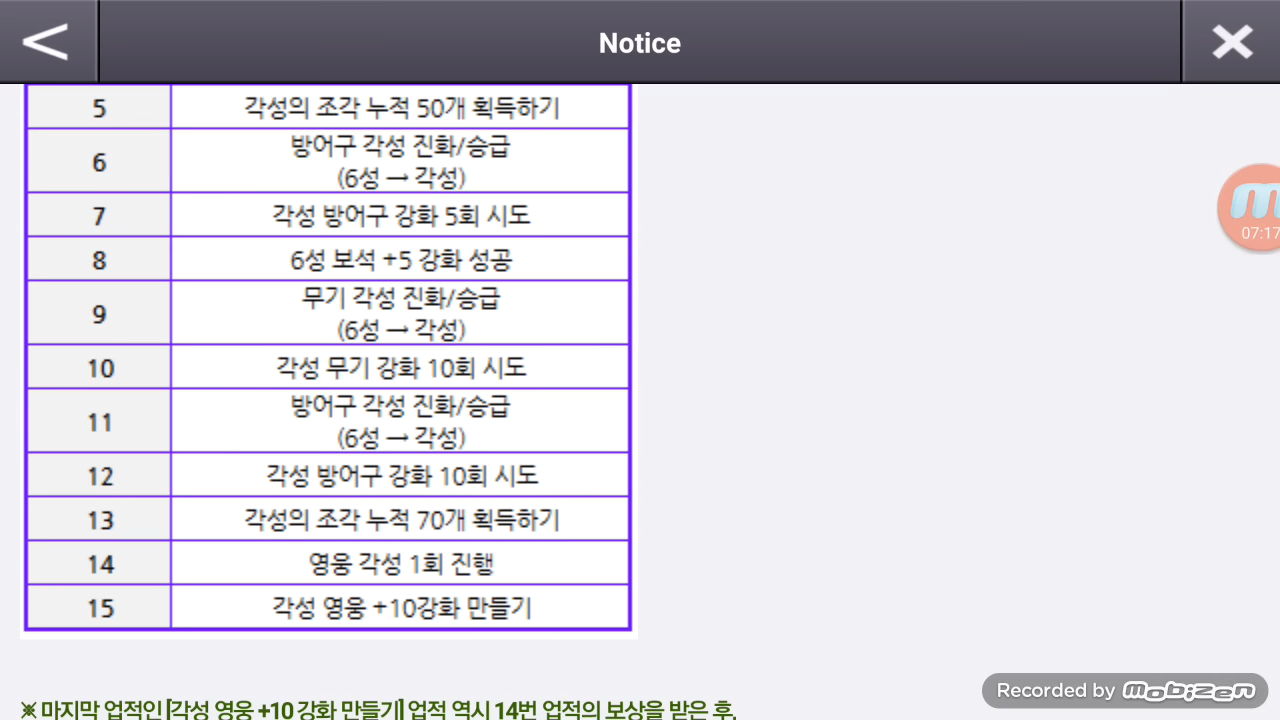 <
Notice
×
5 각성의 조각 누적 50개 획득하기
6 방어구 각성 진화/승급
(6성 → 각성)
7 각성 방어구 강화 5회 시도
8 6성 보석 +5 강화 성공
9 무기 각성 진화/승급
(6성 → 각성)
10 각성 무기 강화 10회 시도
11 방어구 각성 진화/승급
(6성 → 각성)
12 각성 방어구 강화 10회 시도
13 각성의 조각 누적 70개 획득하기
14 영웅 각성 1회 진행
15 각성 영웅 +10강화 만들기
※ 마지막 업적인 [각성 영웅 +10 강화 만들기] 업적 역시 14번 업적의 보상을 받은 후,
m
07:17
Recorded by mobizen